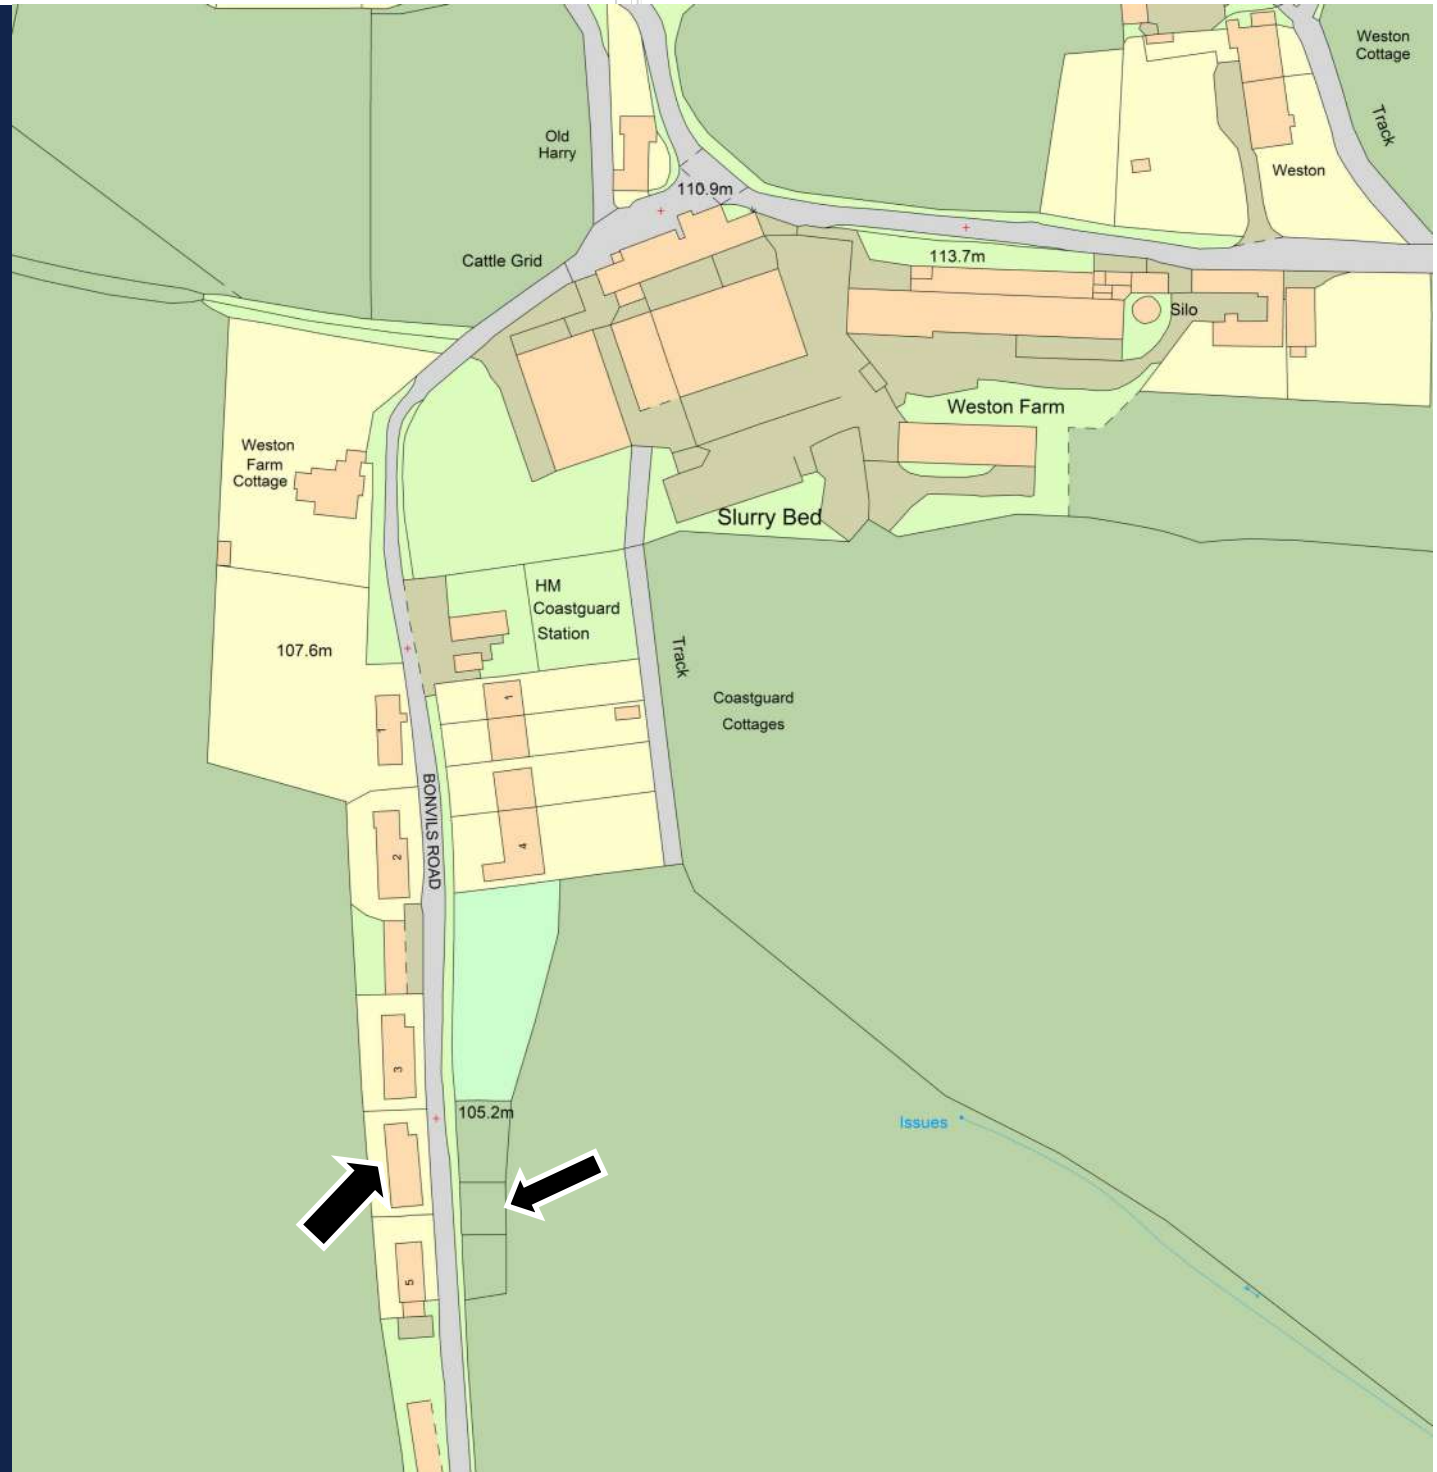 Weston
Cottage
Track
Old
Harry
Weston
110.9m
Cattle Grid
113.7m
Silo
Weston Farm
Weston
Farm
Cottage
Slurry Bed
HM
Coastguard
Station
107.6m
Track
1
Coastguard
Cottages
1
BONVILS ROAD
2
4
3
105.2m
Issues
5